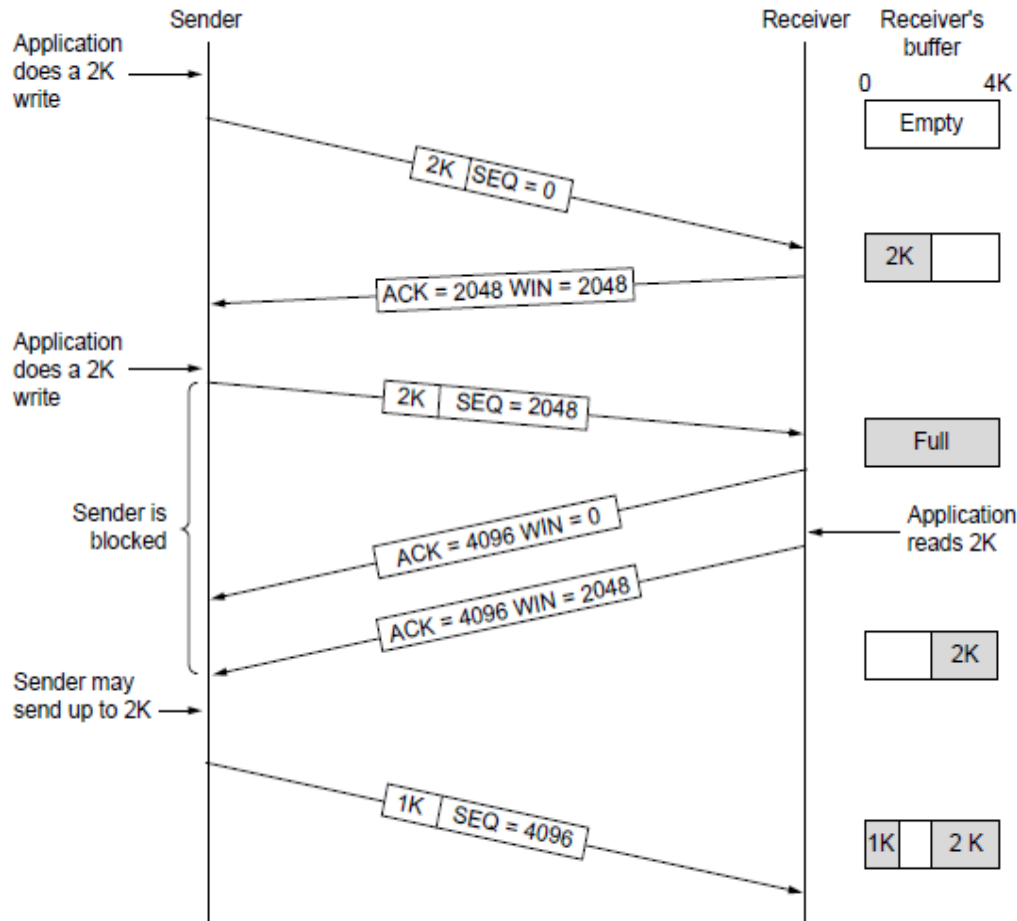 Sender
Receiver
Receiver's
buffer
Application
does a 2K
write
0
4K
Empty
2K
SEQ = 0
2K
ACK = 2048 WIN = 2048
Application
does a 2K
write
2K
SEQ = 2048
Full
Sender is
blocked
ACK = 4096 WIN = 0
Application
reads 2K
ACK = 4096 WIN = 2048
2K
Sender may
send up to 2K
1K
SEQ = 4096
1K
2 K